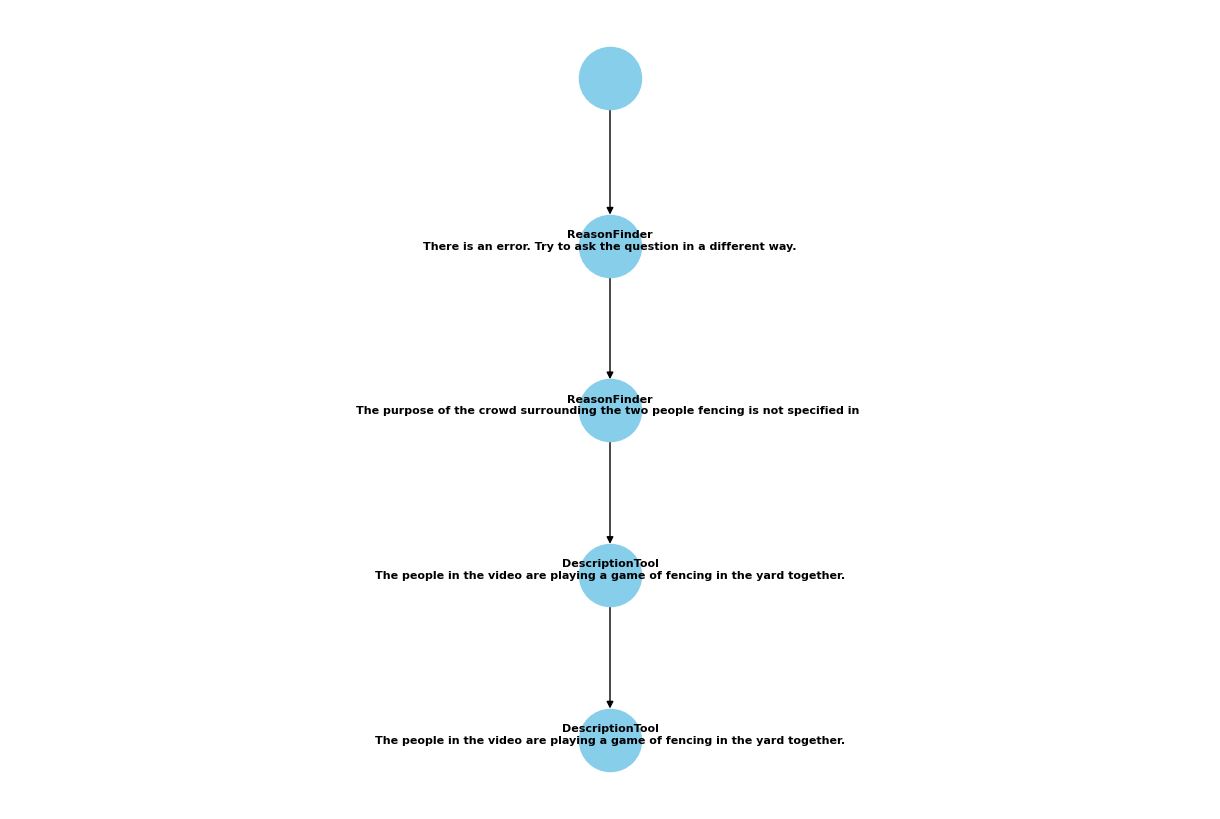 ReasonFinder
There is an error. Try to ask the question in a different way.
ReasonFinder
The purpose of the crowd surrounding the two people fencing is not specified in
DescriptionTool
The people in the video are playing a game of fencing in the yard together.
DescriptionTool
The people in the video are playing a game of fencing in the yard together.